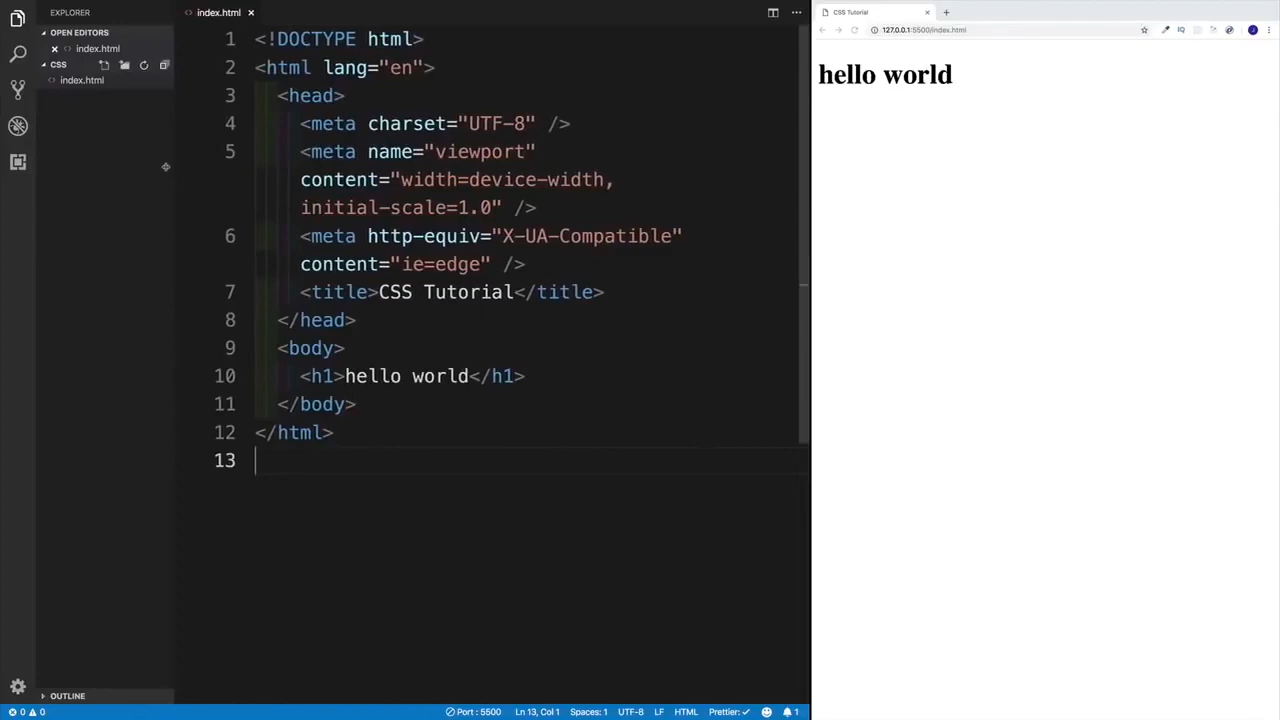 EXPLORER
OPEN EDITORS
index.html
CSS
index.html
OUTLINE
index.html
1 <!DOCTYPE html>
2 <html lang="en">
3 <head>
4 <meta charset="UTF-8" />
5 <meta name="viewport"
content="width=device-width,
initial-scale=1.0" />
6 <meta http-equiv="X-UA-Compatible"
content="ie=edge" />
7 <title>CSS Tutorial</title>
8 </head>
9 <body>
10 <h1>hello world</h1>
11 </body>
12 </html>
13
0 0 Port : 5500 Ln 13, Col 1 Spaces: 1 UTF-8 LF HTML Prettier: ✓ 1
CSS Tutorial
127.0.0.1:5500/index.html
IQ J
hello world